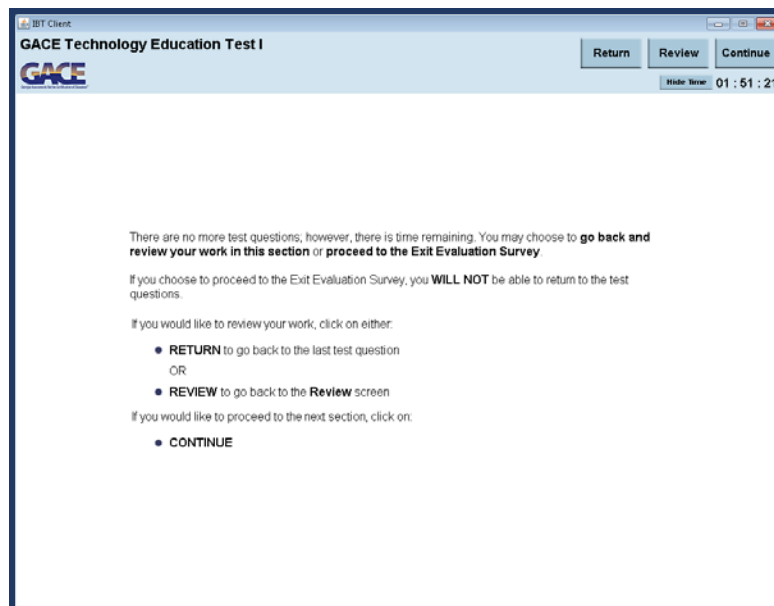 IBT Client
GACE Technology Education Test I
Return
Review
Continue
GACE
Hide Time
01 : 51 : 21
There are no more test questions; however, there is time remaining. You may choose to go back and
review your work in this section or proceed to the Exit Evaluation Survey.
If you choose to proceed to the Exit Evaluation Survey, you WILL NOT be able to return to the test
questions.
If you would like to review your work, click on either:
RETURN to go back to the last test question
OR
REVIEW to go back to the Review screen
If you would like to proceed to the next section, click on:
CONTINUE